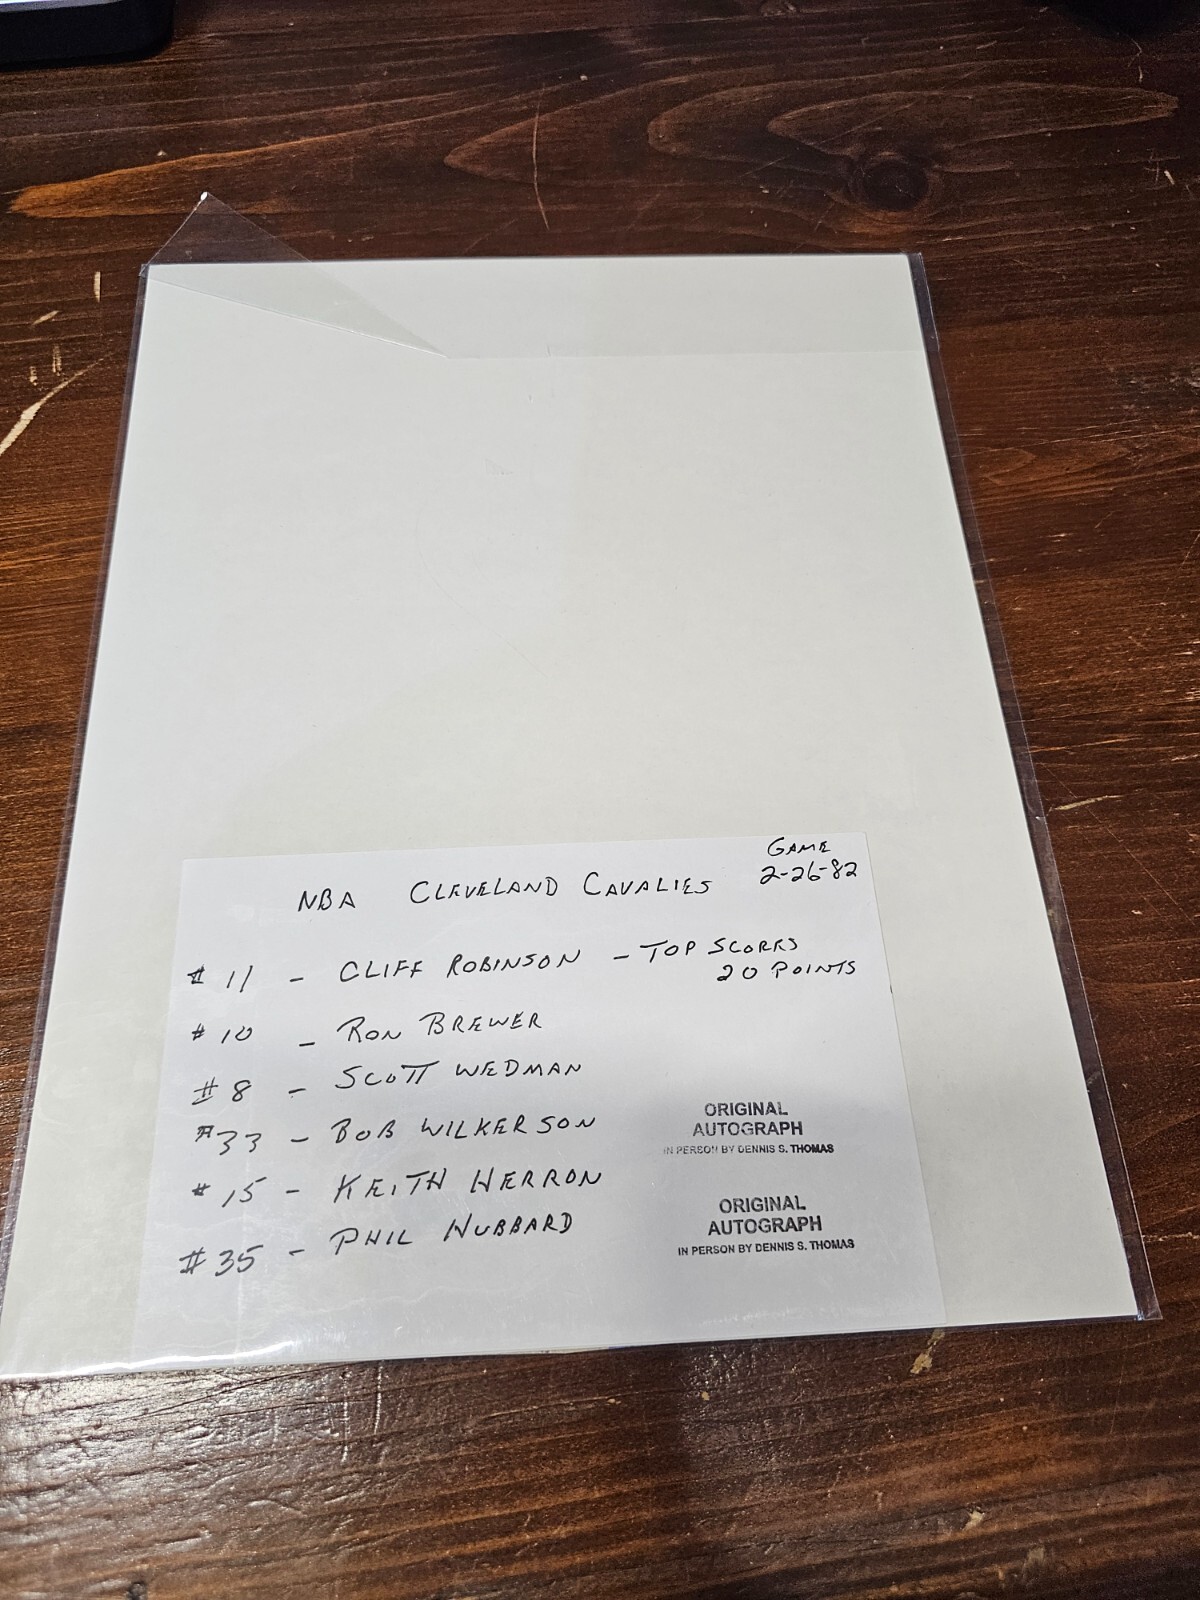 GAME
2-26-82
NBA CLEVELAND CAVALIES
#11 - CLIFF ROBINSON - TOP SCORRS
20 POINTS
#10 - RON BREWER
#8 - SCOTT WEDMAN
#33 - BOB WILKERSON
#15 - KEITH HERRON
#35 - PHIL HUBBARD
ORIGINAL
AUTOGRAPH
IN PERSON BY DENNIS S. THOMAS
ORIGINAL
AUTOGRAPH
IN PERSON BY DENNIS S. THOMAS